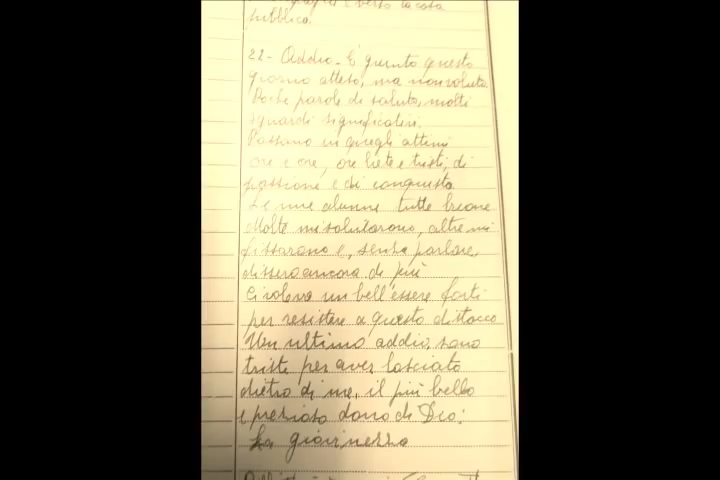 verso la cosa
pubblica.
22- Addio - È giunto questo
giorno atteso, ma non voluto.
Poche parole di saluto, molti
sguardi significativi.
Passano in quegli attimi
ore e ore, ore liete e tristi, di
passione e di conquista.
Le mie alunne tutte buone
Molte mi salutarono, altre mi
fissarono e, senza parlare,
dissero ancora di più
Ci voleva un bell'essere forti
per resistere a questo distacco
Un ultimo addio, sono
triste per aver lasciato
dietro di me, il più bello
e prezioso dono di Dio:
La giovinezza